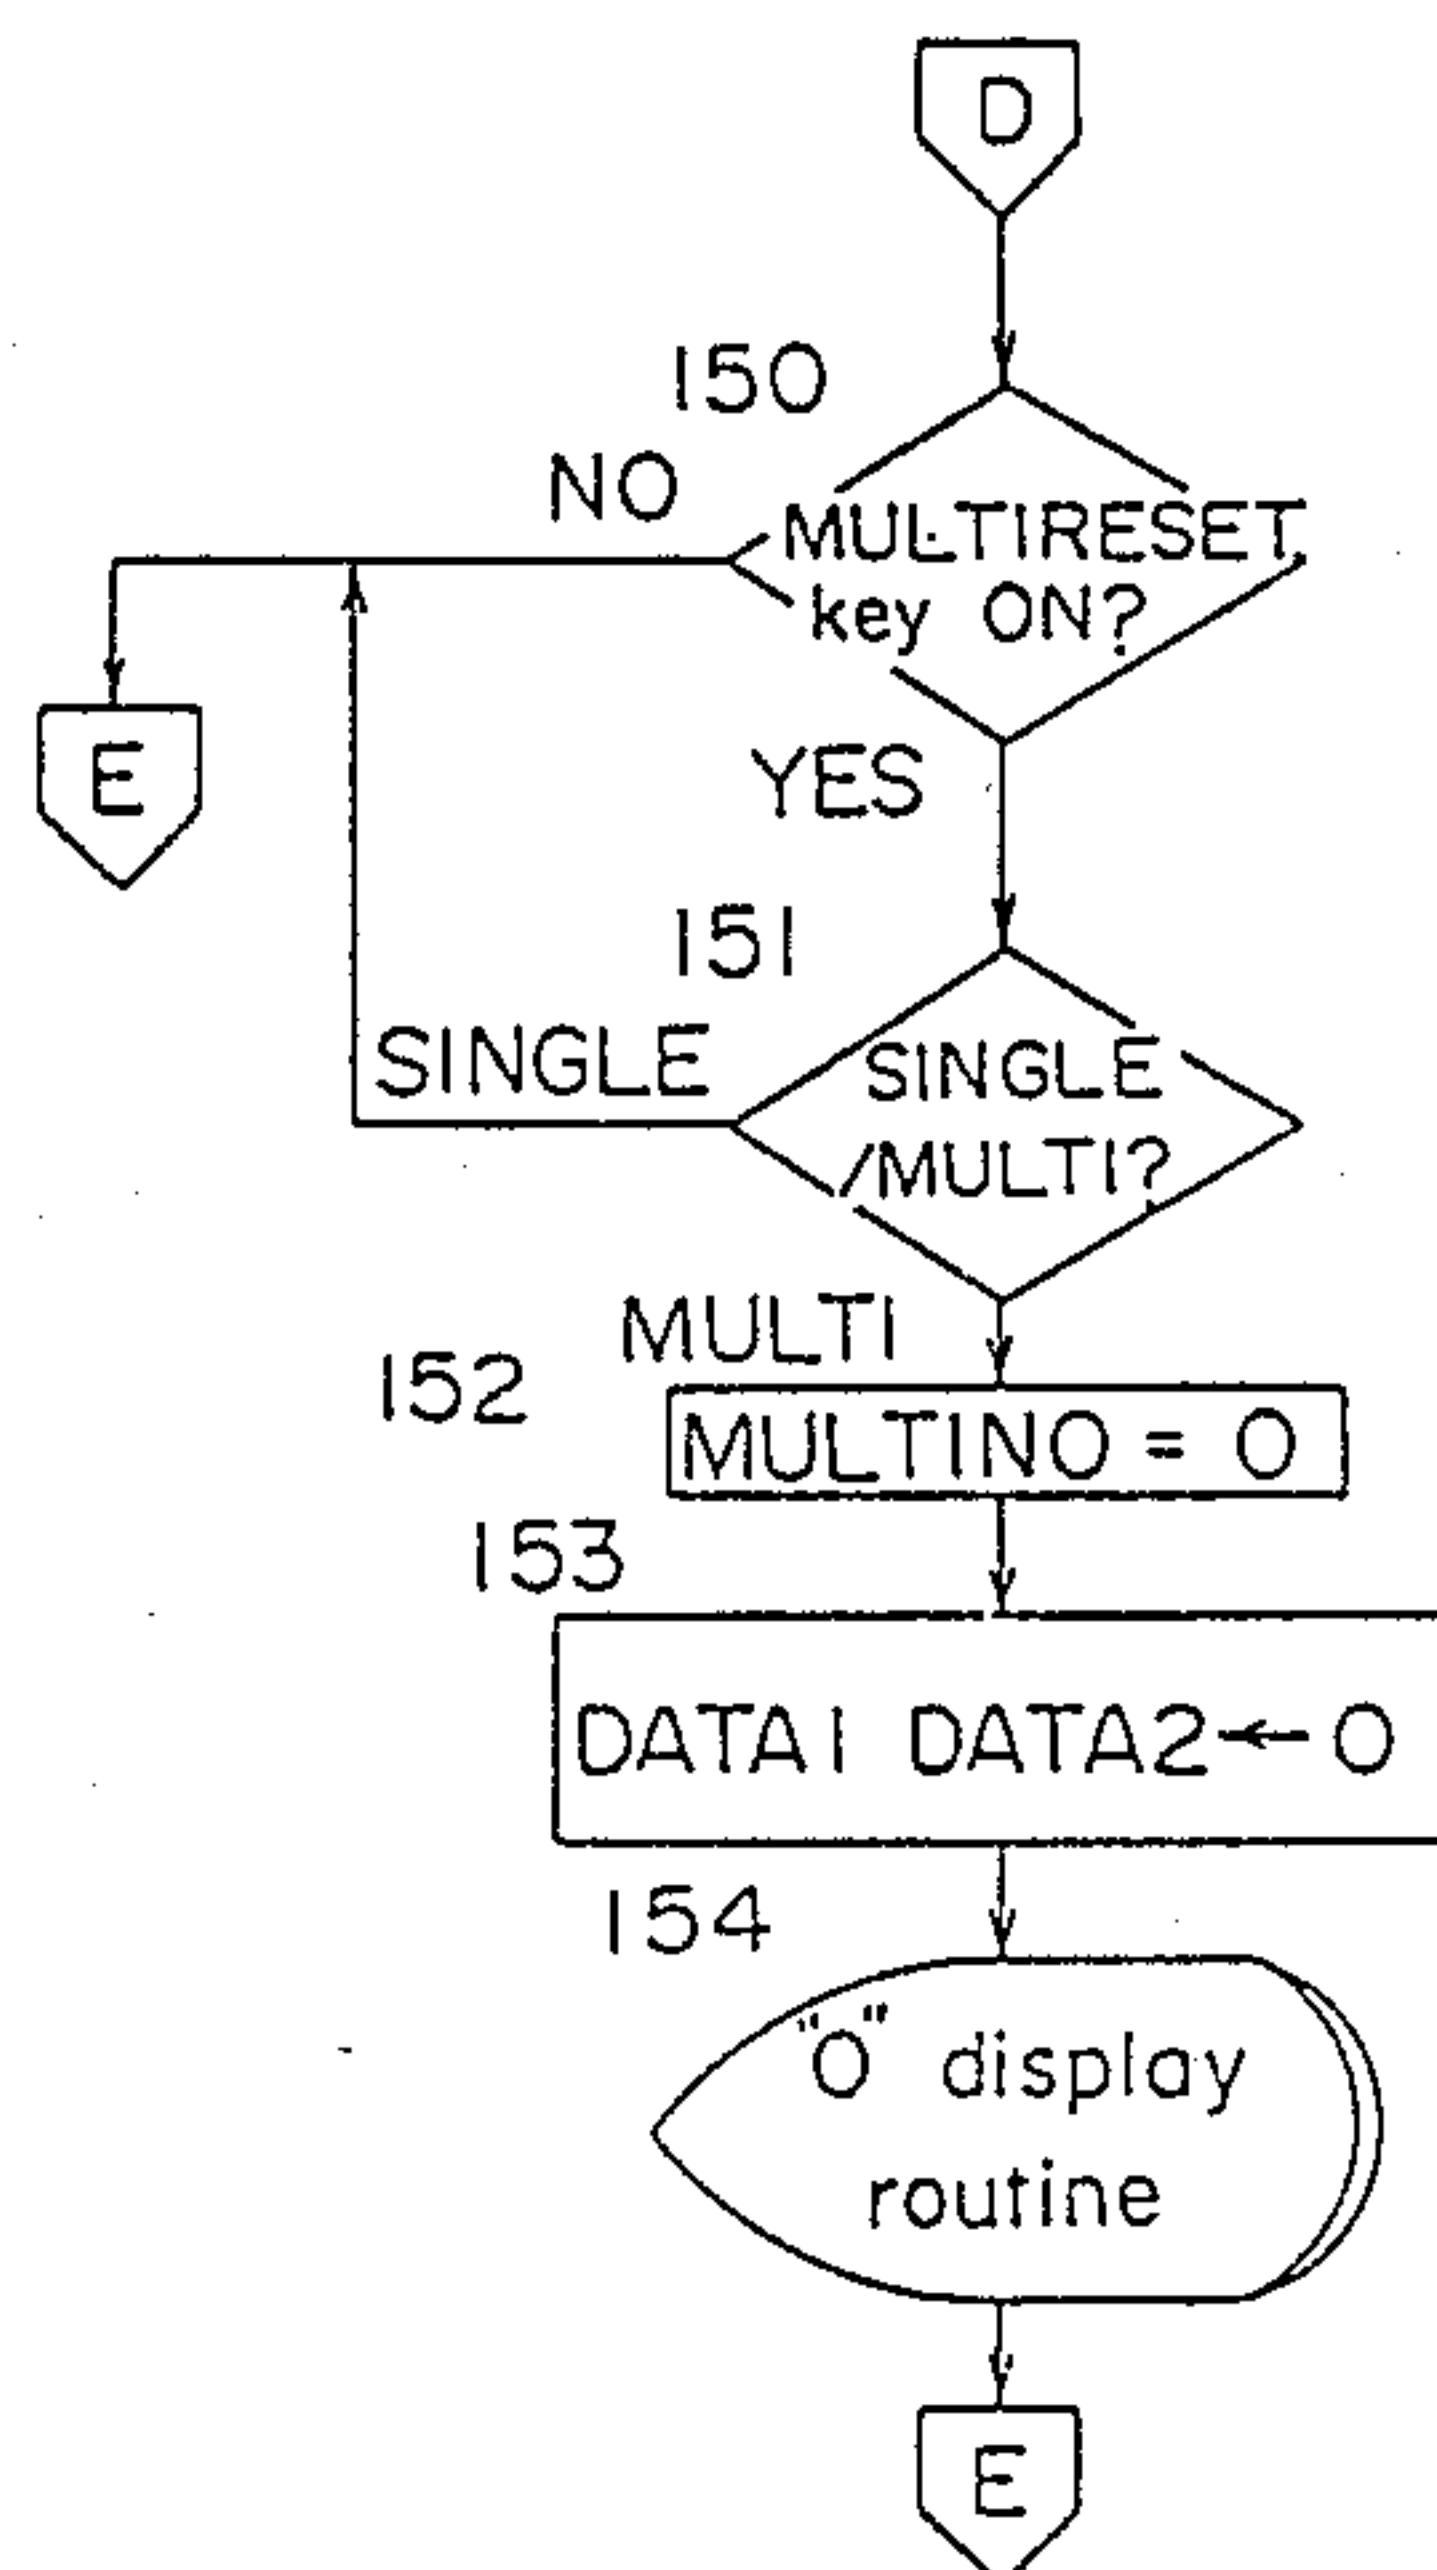 D
150
NO
MULTIRESET
key ON?
E
YES
151
SINGLE
SINGLE
/MULTI?
MULTI
152
MULTINO = 0
153
DATA1 DATA2← 0
154
"0" display
routine
E